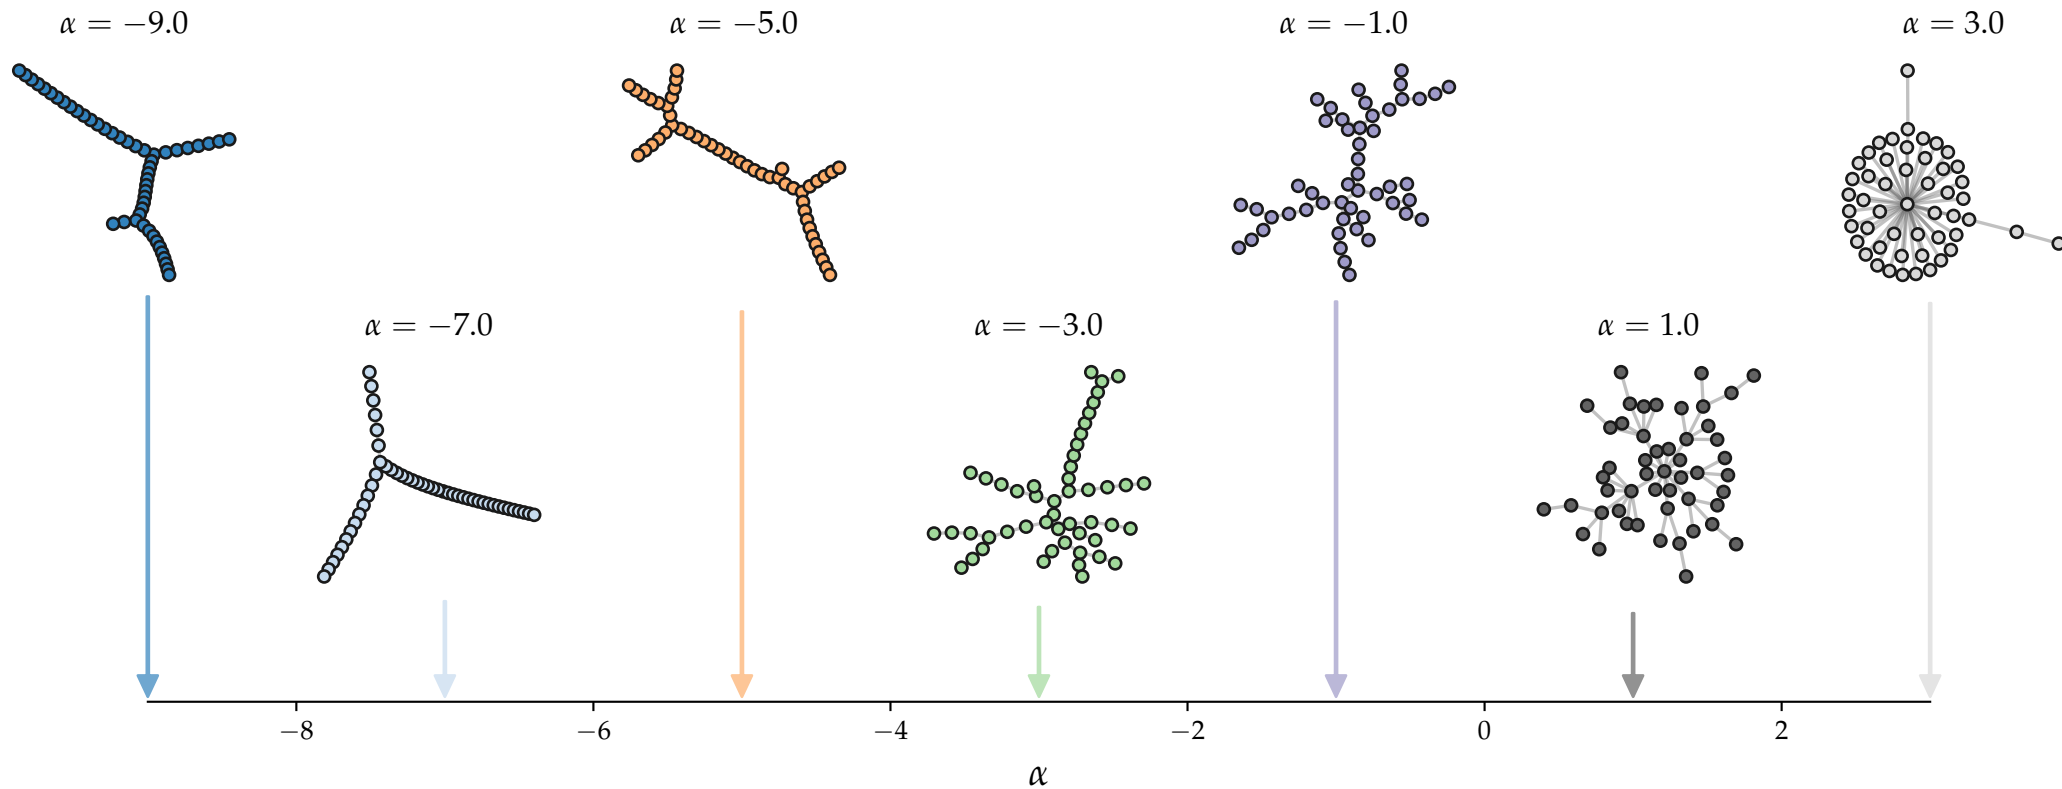 α = −9.0
α = −5.0
α = −1.0
α = 3.0
α = −7.0
α = −3.0
α = 1.0
−8
−6
−4
−2
0
2
α